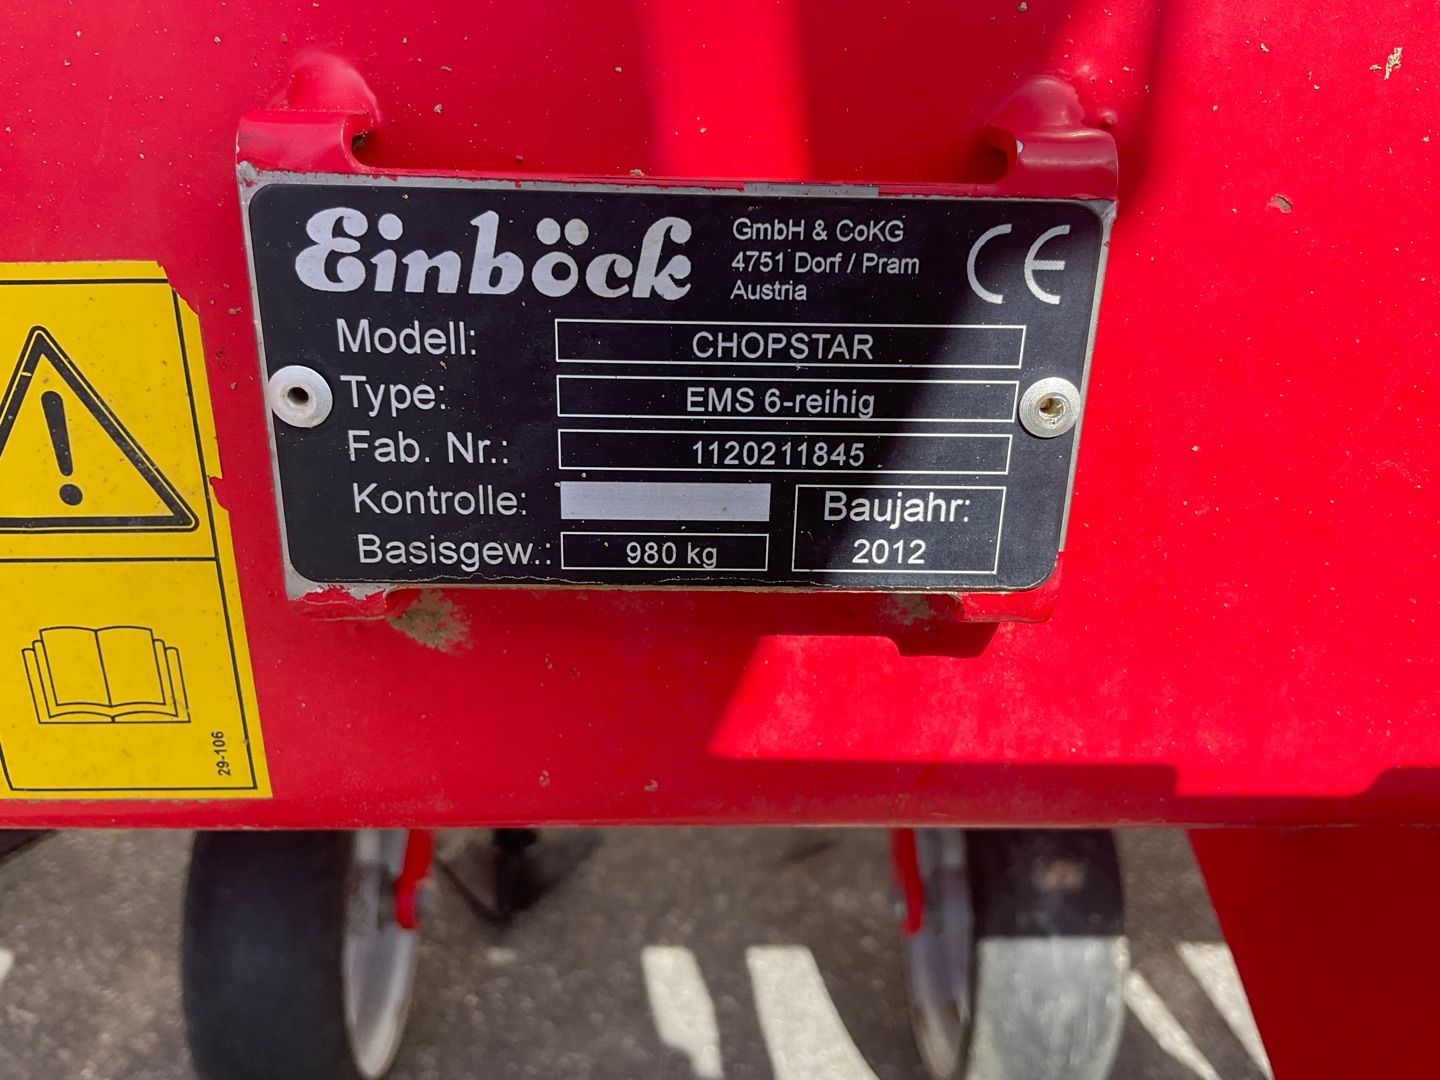 Einböck
GmbH & CoKG
4751 Dorf / Pram
Austria
CE
Modell: CHOPSTAR
Type: EMS 6-reihig
Fab. Nr.: 1120211845
Kontrolle:
Basisgew.: 980 kg
Baujahr:
2012
29-106